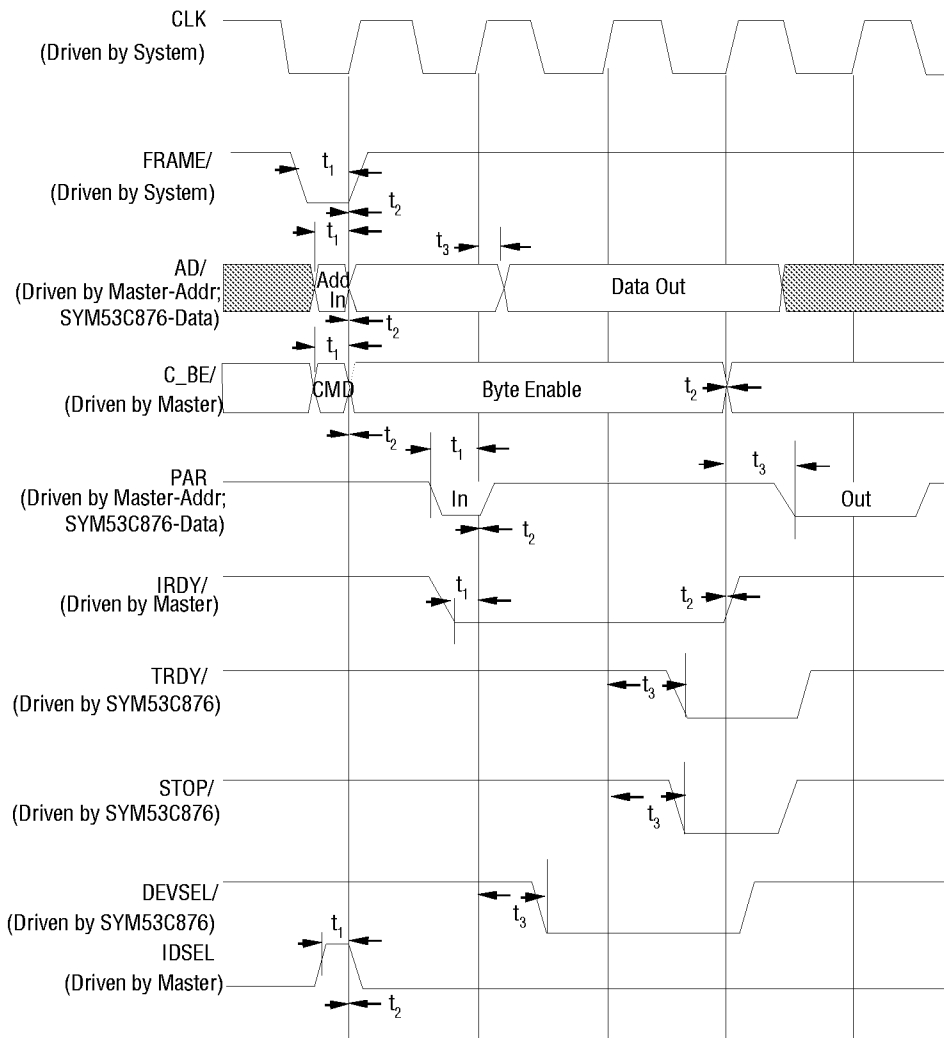 CLK
(Driven by System)
FRAME/
(Driven by System)
t1
t2
t1
t3
AD/
(Driven by Master-Addr;
SYM53C876-Data)
Add
In
Data Out
t2
t1
C_BE/
(Driven by Master)
CMD
Byte Enable
t2
t2
t1
t3
PAR
(Driven by Master-Addr;
SYM53C876-Data)
In
Out
t2
IRDY/
(Driven by Master)
t1
t2
TRDY/
(Driven by SYM53C876)
t3
STOP/
(Driven by SYM53C876)
t3
DEVSEL/
(Driven by SYM53C876)
t3
t1
IDSEL
(Driven by Master)
t2